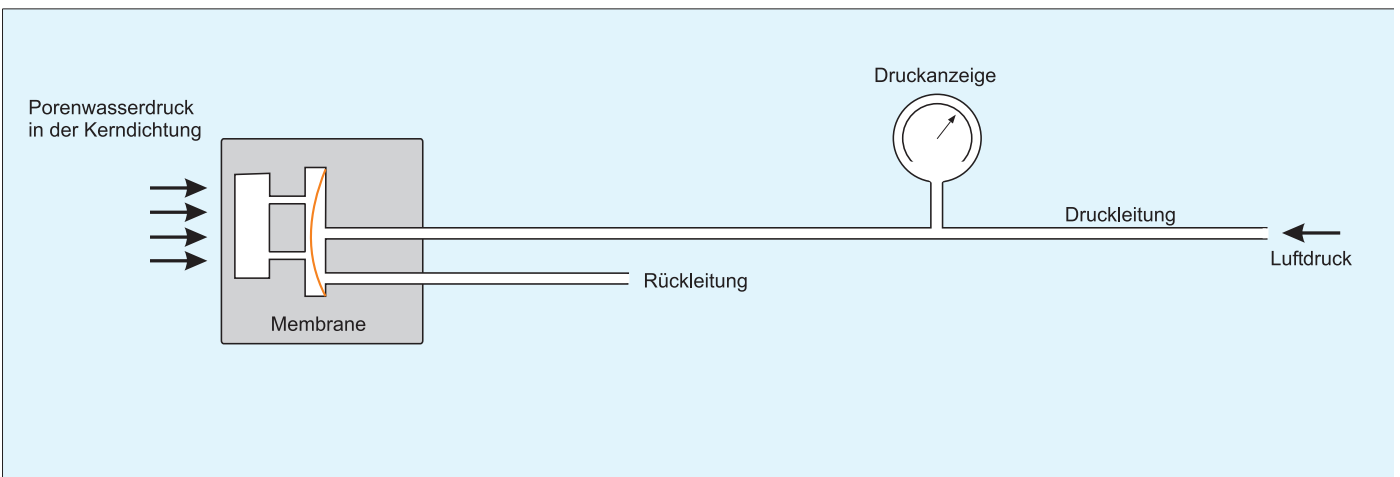 Druckanzeige
Porenwasserdruck
in der Kerndichtung
Druckleitung
Luftdruck
Rückleitung
Membrane